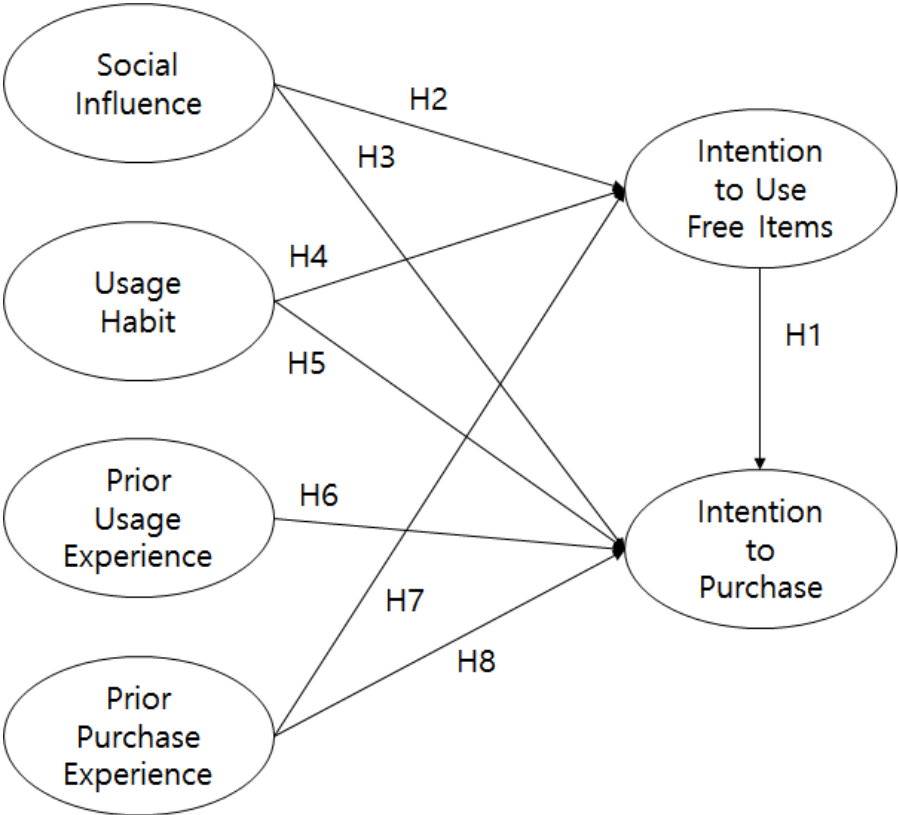 Social
Influence
H2
H3
Intention
to Use
Free Items
H4
Usage
Habit
H5
H1
Prior
Usage
Experience
H6
Intention
to
Purchase
H7
H8
Prior
Purchase
Experience